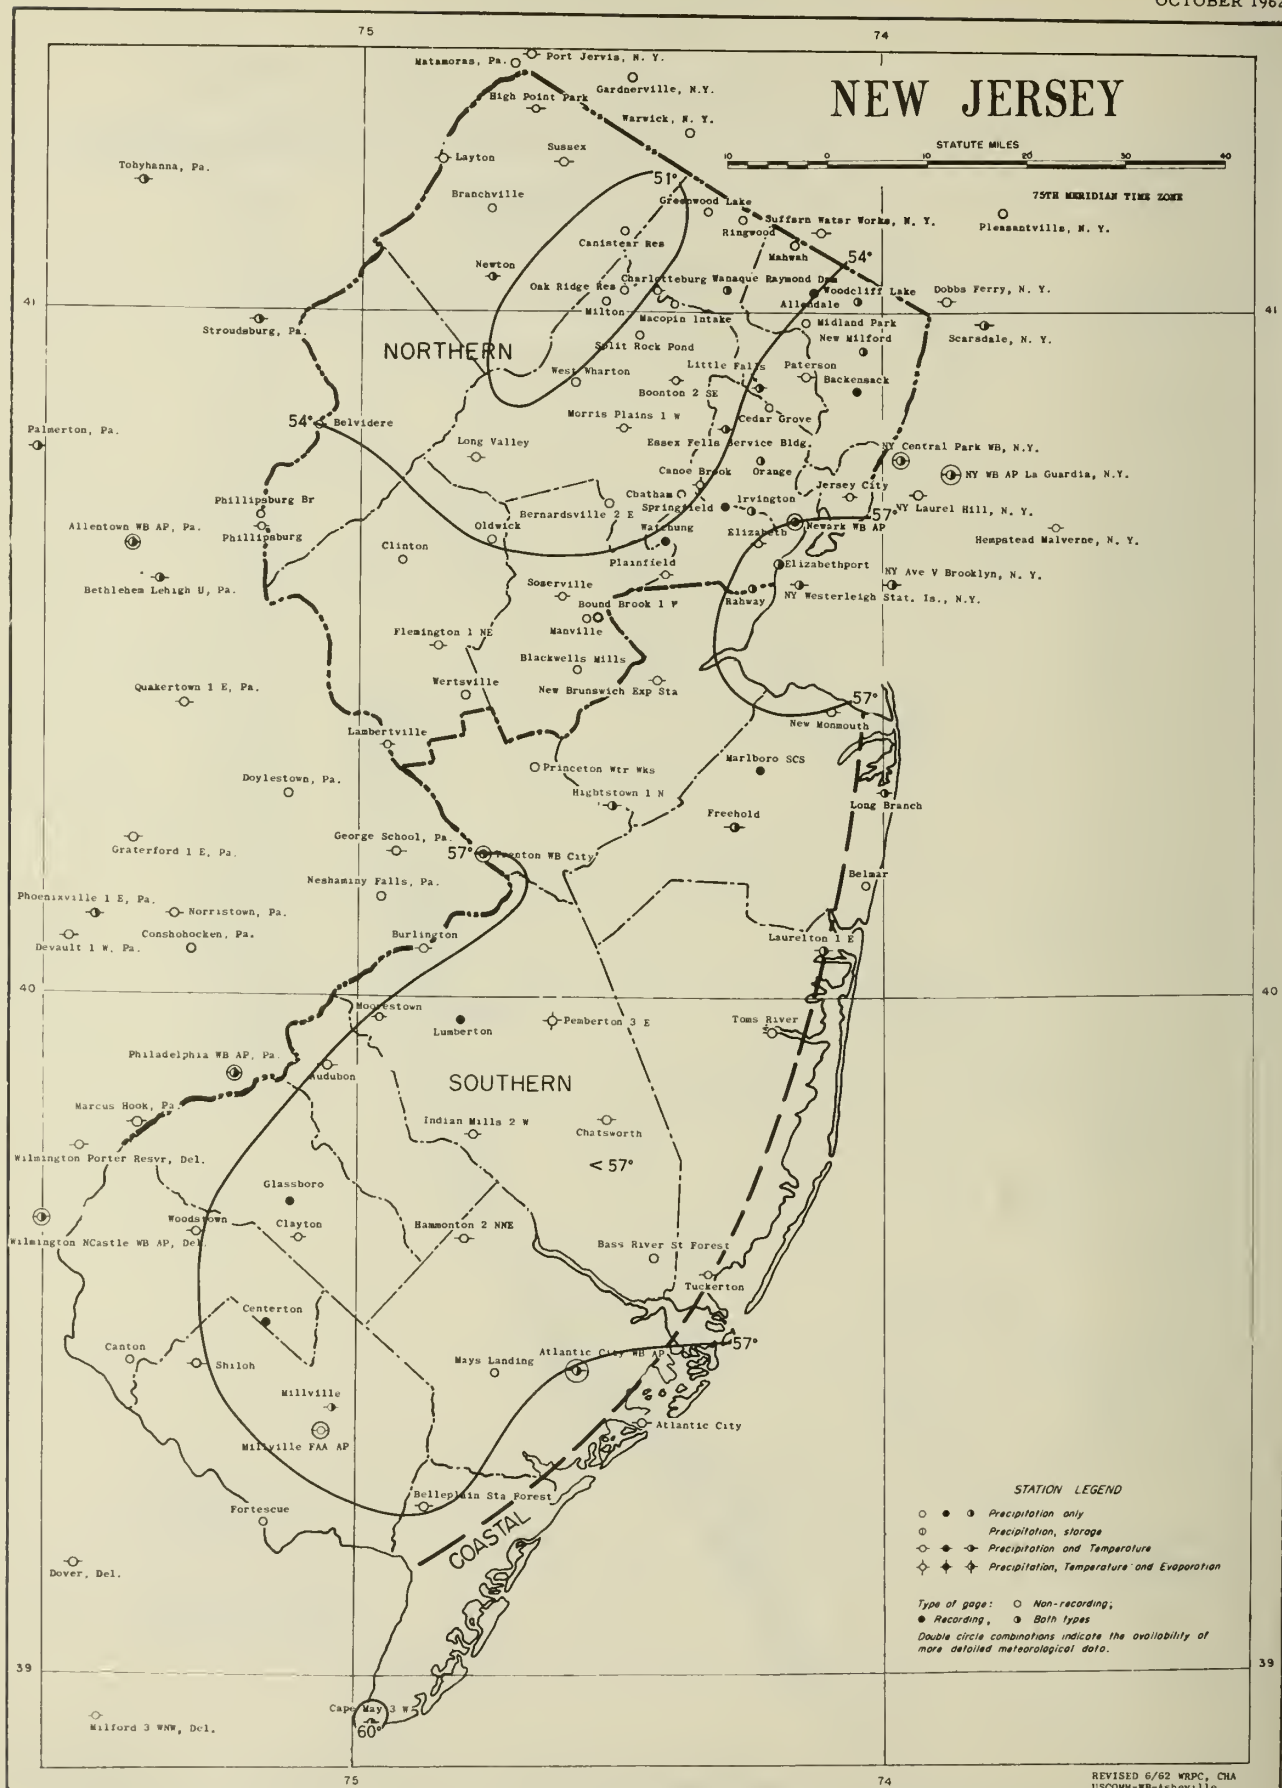 OCTOBER 1962
75
74
Matamoras, Pa.
Port Jervis, N. Y.
Gardnerville, N.Y.
NEW JERSEY
High Point Park
Warwick, N. Y.
STATUTE MILES
10 0 10 20 30 40
Layton
Sussex
Tobyhanna, Pa.
51°
75TH MERIDIAN TIME ZONE
Branchville
Greenwood Lake
Ringwood
Suffern Water Works, N. Y.
Pleasantville, N. Y.
Canistear Res
Mahwah
54°
Newton
Oak Ridge Res
Charlotteburg
Wanaque Raymond Dam
Woodcliff Lake
Dobbs Ferry, N. Y.
41
41
Milton
Allendale
Macopin Intake
Midland Park
Stroudsburg, Pa.
Split Rock Pond
New Milford
Scarsdale, N. Y.
NORTHERN
West Wharton
Little Falls
Paterson
Boonton 2 SE
Hackensack
54°
Belvidere
Morris Plains 1 W
Cedar Grove
Palmerton, Pa.
Long Valley
Essex Fells Service Bldg.
NY Central Park WB, N.Y.
Canoe Brook
Orange
NY WB AP La Guardia, N.Y.
Phillipsburg Br
Chatham
Irvington
Jersey City
Bernardsville 2 E
Springfield
57°
NY Laurel Hill, N. Y.
Allentown WB AP, Pa.
Phillipsburg
Oldwick
Watchung
Elizabeth
Newark WB AP
Hempstead Malverne, N. Y.
Clinton
Plainfield
Elizabethport
NY Ave V Brooklyn, N. Y.
Bethlehem Lehigh U, Pa.
Somerville
Rahway
NY Westerleigh Stat. Is., N.Y.
Bound Brook 1 W
Flemington 1 NE
Manville
Blackwells Mills
Quakertown 1 E, Pa.
Wertsville
New Brunswick Exp Sta
57°
Lambertville
New Monmouth
Doylestown, Pa.
Princeton Wtr Wks
Marlboro SCS
Hightstown 1 N
Long Branch
Graterford 1 E, Pa.
George School, Pa.
Freehold
57°
Trenton WB City
Neshaminy Falls, Pa.
Belmar
Phoenixville 1 E, Pa.
Norristown, Pa.
Devault 1 W, Pa.
Conshohocken, Pa.
Burlington
Laurelton 1 E
40
40
Moorestown
Lumberton
Pemberton 3 E
Toms River
Philadelphia WB AP, Pa.
Audubon
SOUTHERN
Marcus Hook, Pa.
Indian Mills 2 W
Chatsworth
Wilmington Porter Resvr, Del.
< 57°
Glassboro
Woodstown
Clayton
Hammonton 2 NNE
Wilmington NCastle WB AP, Del.
Bass River St Forest
Tuckerton
Centerton
57°
Canton
Shiloh
Mays Landing
Atlantic City WB AP
Millville
Atlantic City
Millville FAA AP
Belleplain Sta Forest
Fortescue
COASTAL
Dover, Del.
STATION LEGEND
Precipitation only
Precipitation, storage
Precipitation and Temperature
Precipitation, Temperature and Evaporation
Type of gage: Non-recording;
Recording, Both types
Double circle combinations indicate the availability of
more detailed meteorological data.
39
39
Cape May 3 W
60°
Milford 3 WNW, Del.
75
74
REVISED 6/62 WRPC, CHA
USCOMM-WB-Asheville